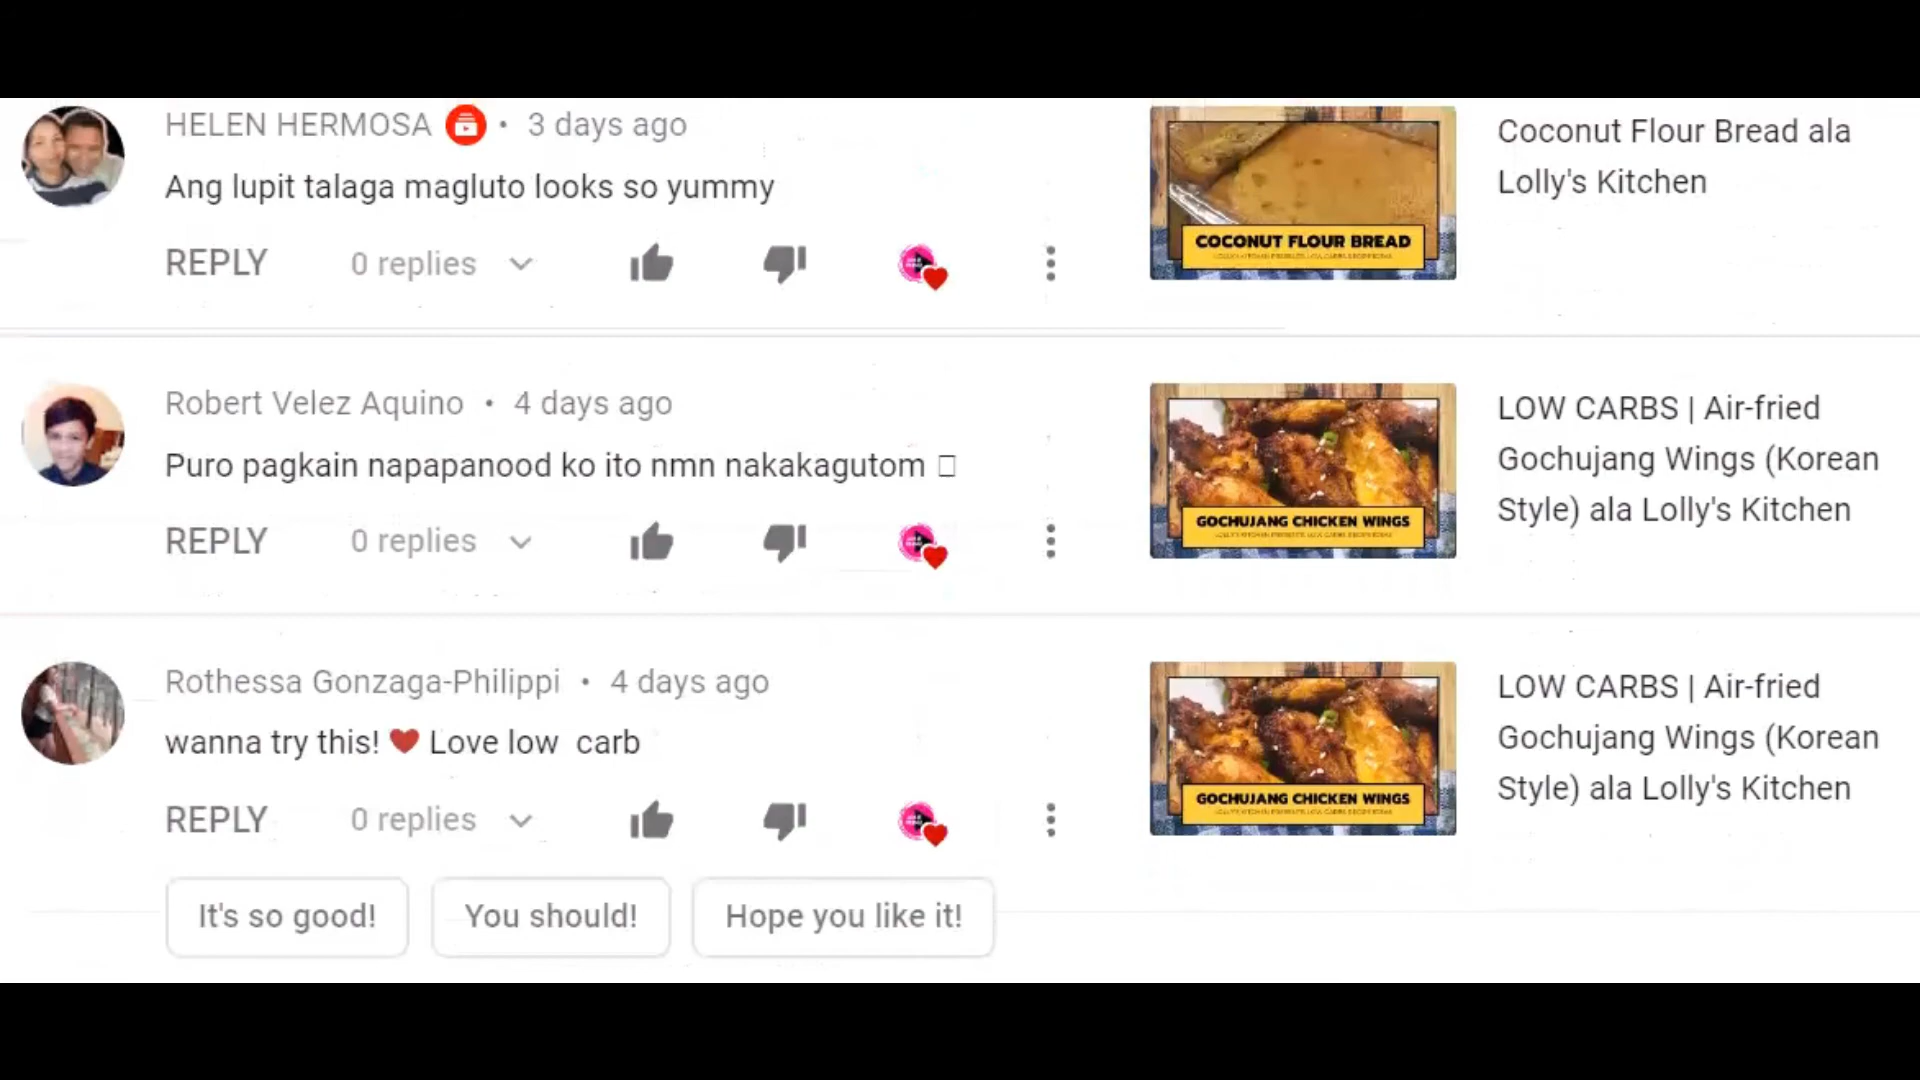 HELEN HERMOSA • 3 days ago
Ang lupit talaga magluto looks so yummy
REPLY 0 replies
COCONUT FLOUR BREAD
Coconut Flour Bread ala
Lolly's Kitchen
Robert Velez Aquino • 4 days ago
Puro pagkain napapanood ko ito nmn nakakagutom
REPLY 0 replies
GOCHUJANG CHICKEN WINGS
LOW CARBS | Air-fried
Gochujang Wings (Korean
Style) ala Lolly's Kitchen
Rothessa Gonzaga-Philippi • 4 days ago
wanna try this! ❤ Love low carb
REPLY 0 replies
It's so good! You should! Hope you like it!
GOCHUJANG CHICKEN WINGS
LOW CARBS | Air-fried
Gochujang Wings (Korean
Style) ala Lolly's Kitchen